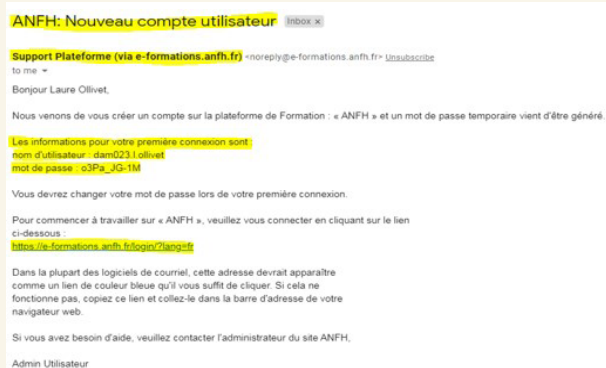 ANFH: Nouveau compte utilisateur Inbox x
Support Plateforme (via e-formations.anfh.fr) <noreply@e-formations.anfh.fr> Unsubscribe
to me
Bonjour Laure Ollivet,
Nous venons de vous créer un compte sur la plateforme de Formation : « ANFH » et un mot de passe temporaire vient d'être généré.
Les informations pour votre première connexion sont :
nom d'utilisateur : dam023.l.ollivet
mot de passe : o3Pa_JG-1M
Vous devrez changer votre mot de passe lors de votre première connexion.
Pour commencer à travailler sur « ANFH », veuillez vous connecter en cliquant sur le lien
ci-dessous :
https://e-formations.anfh.fr/login/?lang=fr
Dans la plupart des logiciels de courriel, cette adresse devrait apparaître
comme un lien de couleur bleue qu'il vous suffit de cliquer. Si cela ne
fonctionne pas, copiez ce lien et collez-le dans la barre d'adresse de votre
navigateur web.
Si vous avez besoin d'aide, veuillez contacter l'administrateur du site ANFH,
Admin Utilisateur